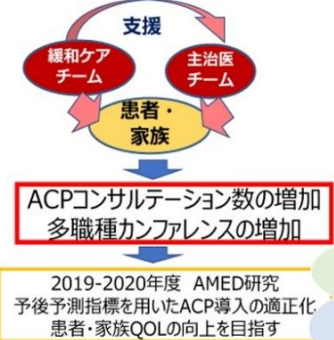 支援
緩和ケア
チーム
主治医
チーム
患者・
家族
ACPコンサルテーション数の増加
多職種カンファレンスの増加
2019-2020年度 AMED研究
予後予測指標を用いたACP導入の適正化
患者・家族QOLの向上を目指す